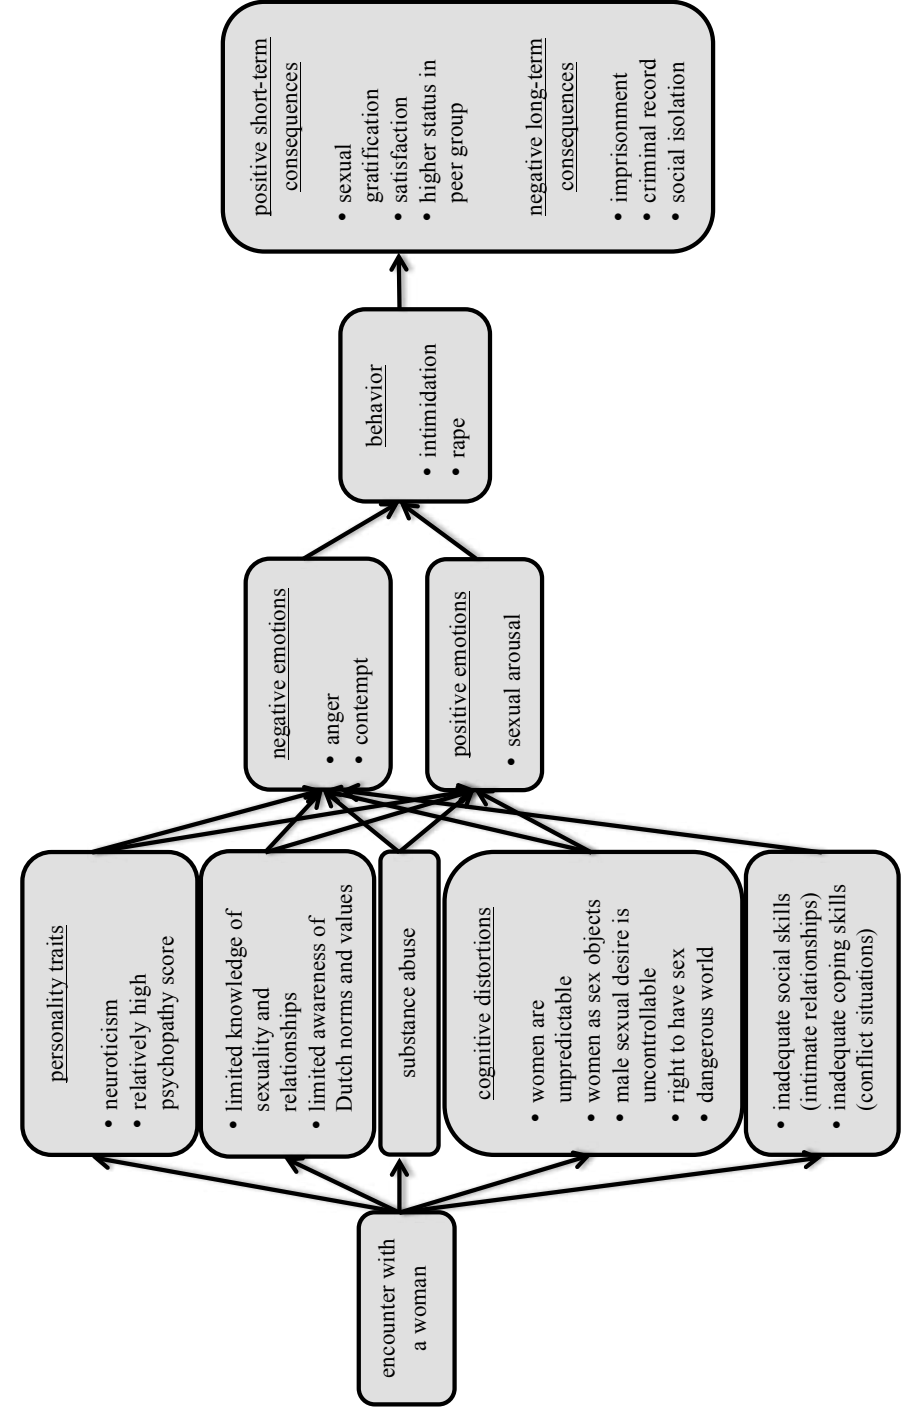 encounter with
a woman
personality traits
• neuroticism
• relatively high
psychopathy score
• limited knowledge of
sexuality and
relationships
• limited awareness of
Dutch norms and values
substance abuse
cognitive distortions
• women are
unpredictable
• women as sex objects
• male sexual desire is
uncontrollable
• right to have sex
• dangerous world
• inadequate social skills
(intimate relationships)
• inadequate coping skills
(conflict situations)
negative emotions
• anger
• contempt
positive emotions
• sexual arousal
behavior
• intimidation
• rape
positive short-term
consequences
• sexual
gratification
• satisfaction
• higher status in
peer group
negative long-term
consequences
• imprisonment
• criminal record
• social isolation